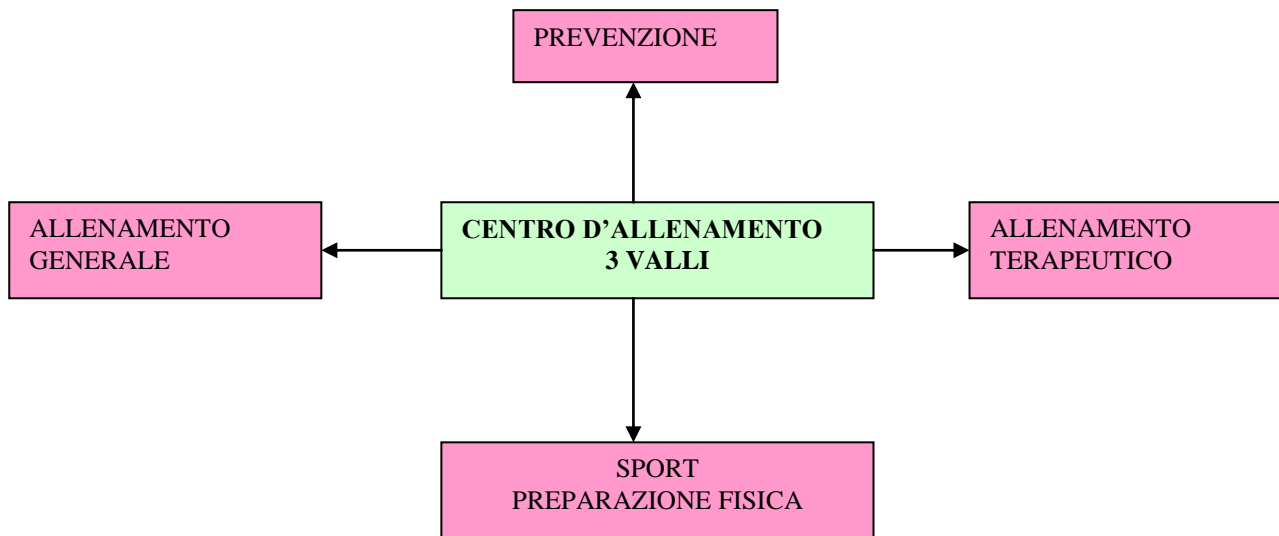 PREVENZIONE
ALLENAMENTO
GENERALE
CENTRO D’ALLENAMENTO
3 VALLI
ALLENAMENTO
TERAPEUTICO
SPORT
PREPARAZIONE FISICA